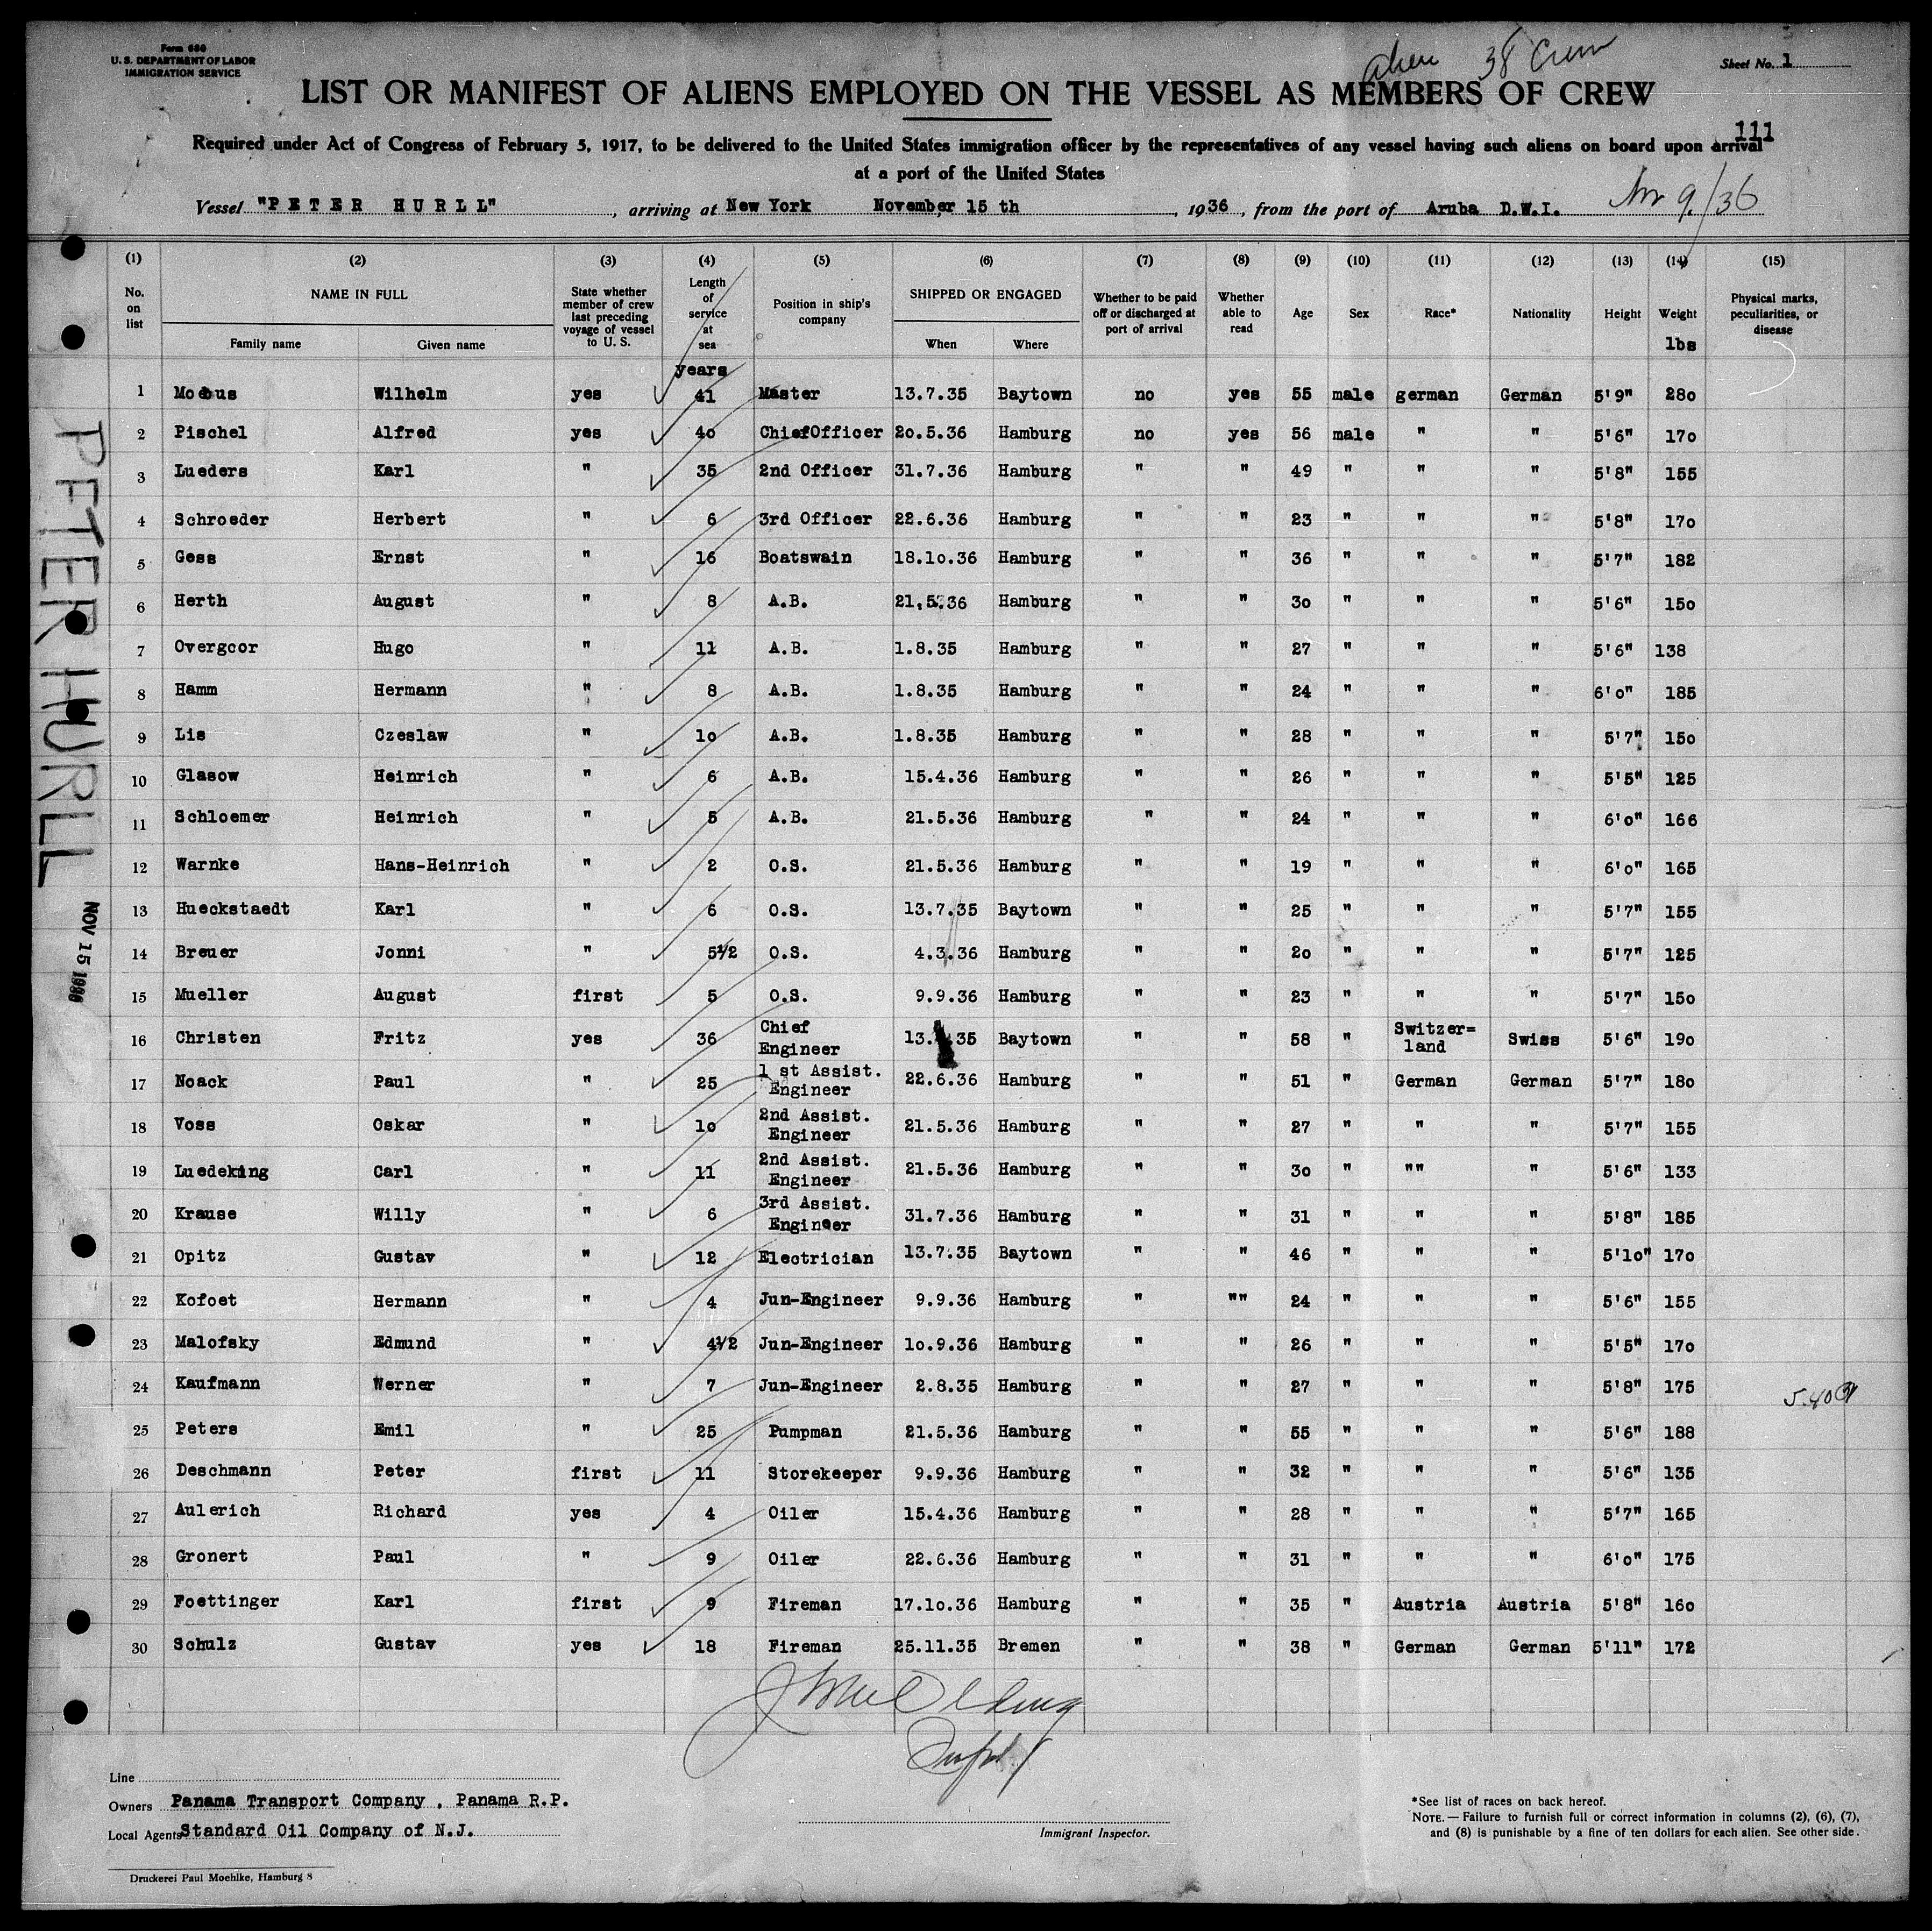 Form 680
U. S. DEPARTMENT OF LABOR
IMMIGRATION SERVICE
Alien 38 Crew
Sheet No. 1
LIST OR MANIFEST OF ALIENS EMPLOYED ON THE VESSEL AS MEMBERS OF CREW
111
Required under Act of Congress of February 5, 1917, to be delivered to the United States immigration officer by the representatives of any vessel having such aliens on board upon arrival
at a port of the United States
Vessel "PETER HURLL", arriving at New York November 15 th, 1936, from the port of Aruba D.W.I. 9/36
(1) (2) (3) (4) (5) (6) (7) (8) (9) (10) (11) (12) (13) (14) (15)
No. on list NAME IN FULL Family name Given name State whether member of crew last preceding voyage of vessel to U. S. Length of service at sea Position in ship's company SHIPPED OR ENGAGED When Where Whether to be paid off or discharged at port of arrival Whether able to read Age Sex Race* Nationality Height Weight lbs Physical marks, peculiarities, or disease
years
1 Moebus Wilhelm yes 41 Master 13.7.35 Baytown no yes 55 male german German 5'9" 280
2 Pischel Alfred yes 40 Chief Officer 20.5.36 Hamburg no yes 56 male " " 5'6" 170
3 Lueders Karl " 35 2nd Officer 31.7.36 Hamburg " " 49 " " " 5'8" 155
4 Schroeder Herbert " 6 3rd Officer 22.6.36 Hamburg " " 23 " " " 5'8" 170
5 Gess Ernst " 16 Boatswain 18.10.36 Hamburg " " 36 " " " 5'7" 182
6 Herth August " 8 A.B. 21.5.36 Hamburg " " 30 " " " 5'6" 150
7 Overgoor Hugo " 11 A.B. 1.8.35 Hamburg " " 27 " " " 5'6" 138
8 Hamm Hermann " 8 A.B. 1.8.35 Hamburg " " 24 " " " 6'0" 185
9 Lis Czeslaw " 10 A.B. 1.8.35 Hamburg " " 28 " " " 5'7" 150
10 Glasow Heinrich " 6 A.B. 15.4.36 Hamburg " " 26 " " " 5'5" 125
11 Schloemer Heinrich " 5 A.B. 21.5.36 Hamburg " " 24 " " " 6'0" 166
12 Warnke Hans-Heinrich " 2 O.S. 21.5.36 Hamburg " " 19 " " " 6'0" 165
13 Hueckstaedt Karl " 6 O.S. 13.7.35 Baytown " " 25 " " " 5'7" 155
14 Breuer Jonni " 5 1/2 O.S. 4.3.36 Hamburg " " 20 " " " 5'7" 125
15 Mueller August first 5 O.S. 9.9.36 Hamburg " " 23 " " " 5'7" 150
16 Christen Fritz yes 36 Chief Engineer 13. 35 Baytown " " 58 " Switzer=land Swiss 5'6" 190
17 Noack Paul " 25 1 st Assist. Engineer 22.6.36 Hamburg " " 51 " German German 5'7" 180
18 Voss Oskar " 10 2nd Assist. Engineer 21.5.36 Hamburg " " 27 " " " 5'7" 155
19 Luedeking Carl " 11 2nd Assist. Engineer 21.5.36 Hamburg " " 30 " "" " 5'6" 133
20 Krause Willy " 6 3rd Assist. Engineer 31.7.36 Hamburg " " 31 " " " 5'8" 185
21 Opitz Gustav " 12 Electrician 13.7.35 Baytown " " 46 " " " 5'10" 170
22 Kofoet Hermann " 4 Jun-Engineer 9.9.36 Hamburg " "" 24 " " " 5'6" 155
23 Malofsky Edmund " 4 1/2 Jun-Engineer 10.9.36 Hamburg " " 26 " " " 5'5" 170
24 Kaufmann Werner " 7 Jun-Engineer 2.8.35 Hamburg " " 27 " " " 5'8" 175
25 Peters Emil " 25 Pumpman 21.5.36 Hamburg " " 55 " " " 5'6" 188
26 Deschmann Peter first 11 Storekeeper 9.9.36 Hamburg " " 32 " " " 5'6" 135
27 Aulerich Richard yes 4 Oiler 15.4.36 Hamburg " " 28 " " " 5'7" 165
28 Gronert Paul " 9 Oiler 22.6.36 Hamburg " " 31 " " " 6'0" 175
29 Foettinger Karl first 9 Fireman 17.10.36 Hamburg " " 35 " Austria Austria 5'8" 160
30 Schulz Gustav yes 18 Fireman 25.11.35 Bremen " " 38 " German German 5'11" 172
PETER HURLL
NOV 15 1936
Line
Owners Panama Transport Company, Panama R.P.
Local Agents Standard Oil Company of N.J.
Immigrant Inspector.
*See list of races on back hereof.
NOTE.—Failure to furnish full or correct information in columns (2), (6), (7),
and (8) is punishable by a fine of ten dollars for each alien. See other side.
Druckerei Paul Moehlke, Hamburg 8